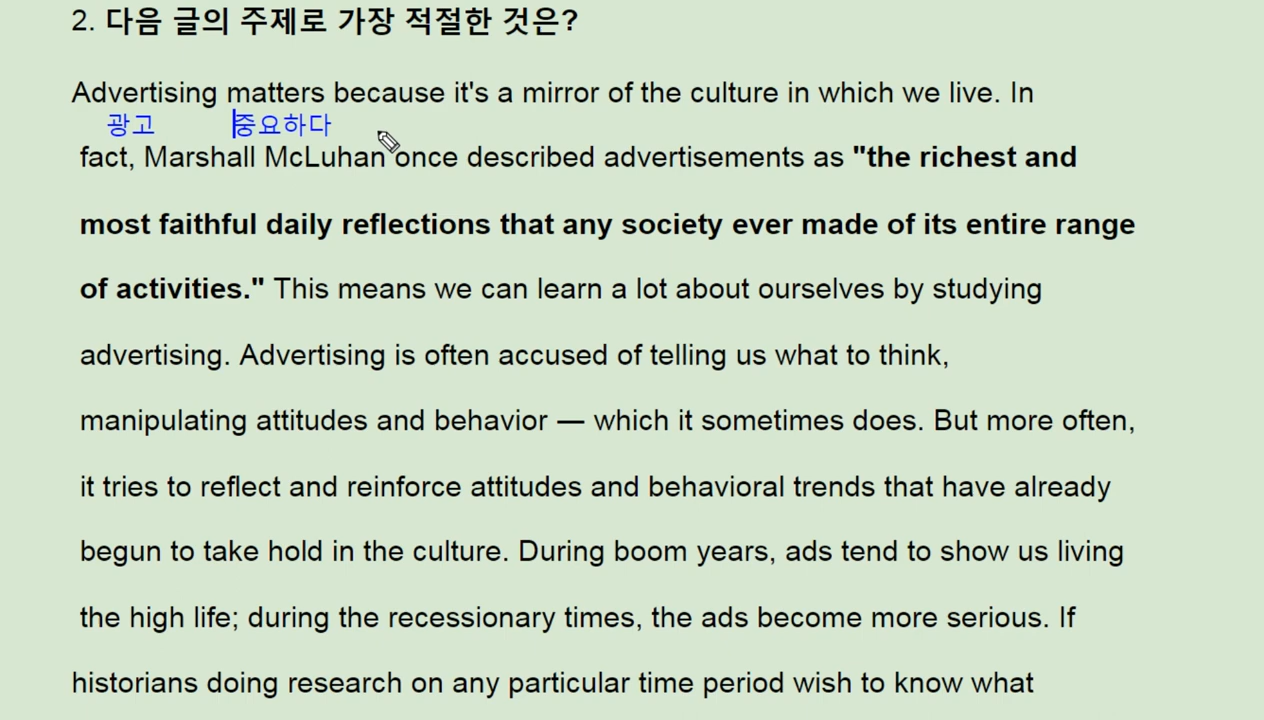 2. 다음 글의 주제로 가장 적절한 것은?
Advertising matters because it's a mirror of the culture in which we live. In
광고 중요하다
fact, Marshall McLuhan once described advertisements as "the richest and
most faithful daily reflections that any society ever made of its entire range
of activities." This means we can learn a lot about ourselves by studying
advertising. Advertising is often accused of telling us what to think,
manipulating attitudes and behavior — which it sometimes does. But more often,
it tries to reflect and reinforce attitudes and behavioral trends that have already
begun to take hold in the culture. During boom years, ads tend to show us living
the high life; during the recessionary times, the ads become more serious. If
historians doing research on any particular time period wish to know what